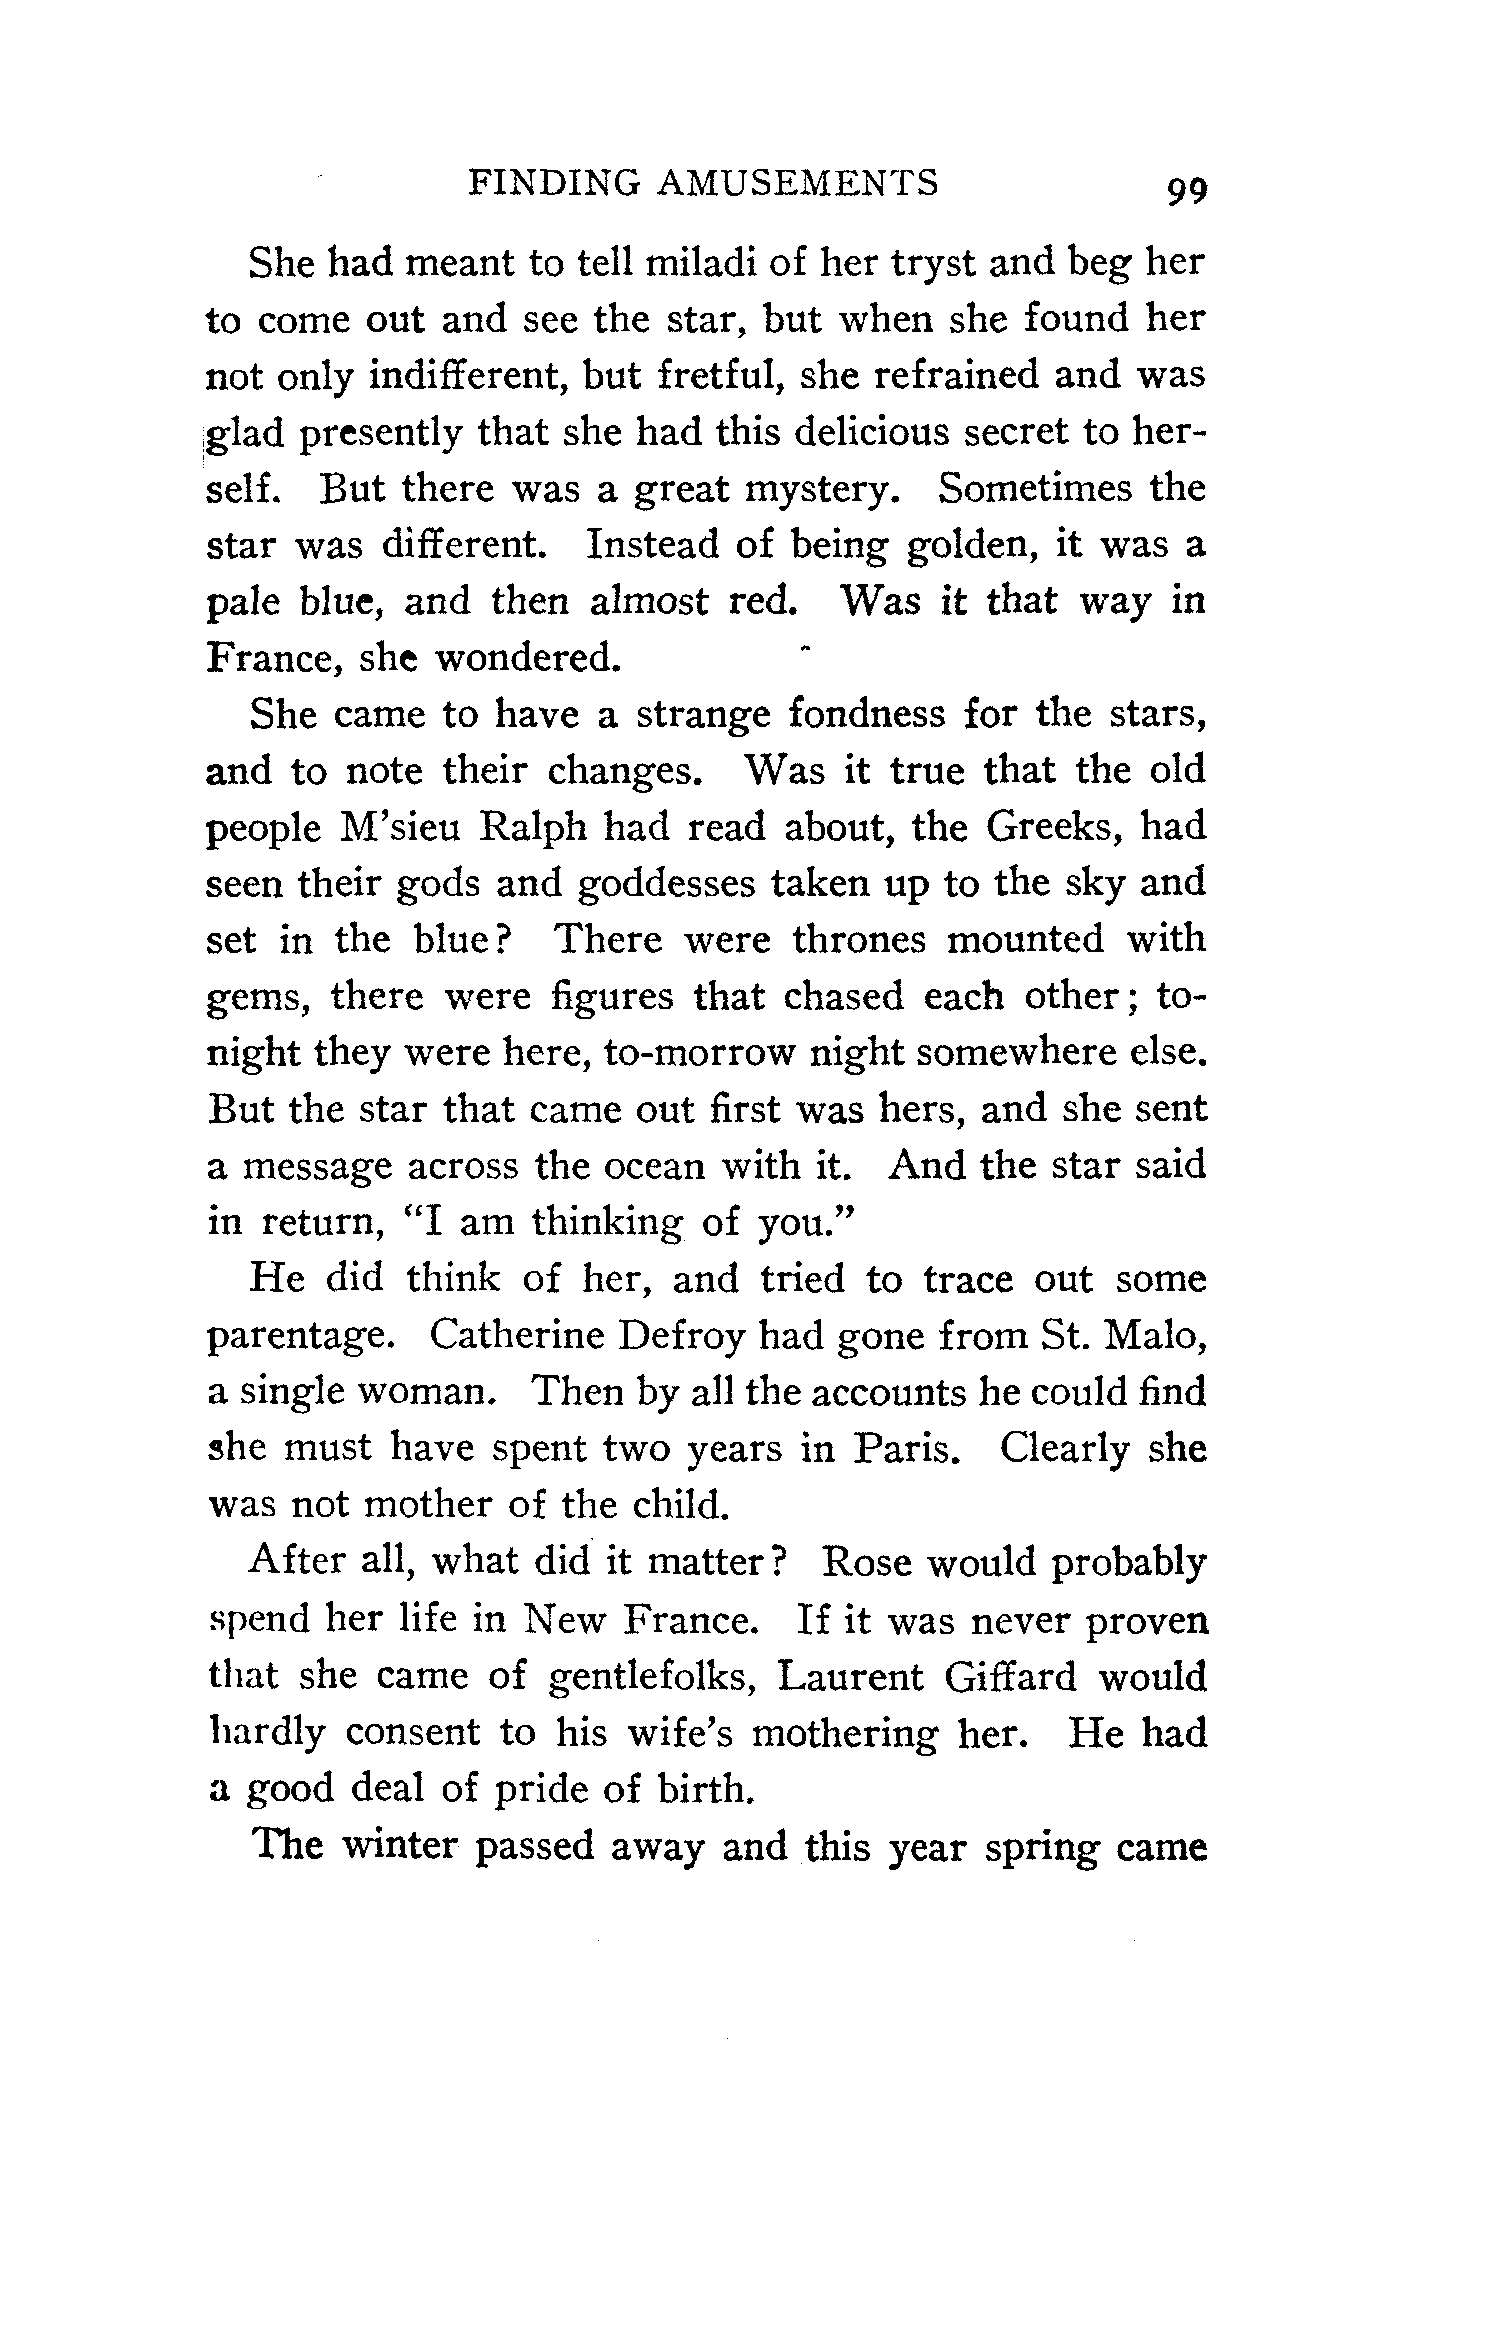 FINDING AMUSEMENTS 99
She had meant to tell miladi of her tryst and beg her
to come out and see the star, but when she found her
not only indifferent, but fretful, she refrained and was
glad presently that she had this delicious secret to her-
self. But there was a great mystery. Sometimes the
star was different. Instead of being golden, it was a
pale blue, and then almost red. Was it that way in
France, she wondered.
She came to have a strange fondness for the stars,
and to note their changes. Was it true that the old
people M'sieu Ralph had read about, the Greeks, had
seen their gods and goddesses taken up to the sky and
set in the blue? There were thrones mounted with
gems, there were figures that chased each other; to-
night they were here, to-morrow night somewhere else.
But the star that came out first was hers, and she sent
a message across the ocean with it. And the star said
in return, "I am thinking of you."
He did think of her, and tried to trace out some
parentage. Catherine Defroy had gone from St. Malo,
a single woman. Then by all the accounts he could find
she must have spent two years in Paris. Clearly she
was not mother of the child.
After all, what did it matter? Rose would probably
spend her life in New France. If it was never proven
that she came of gentlefolks, Laurent Giffard would
hardly consent to his wife's mothering her. He had
a good deal of pride of birth.
The winter passed away and this year spring came